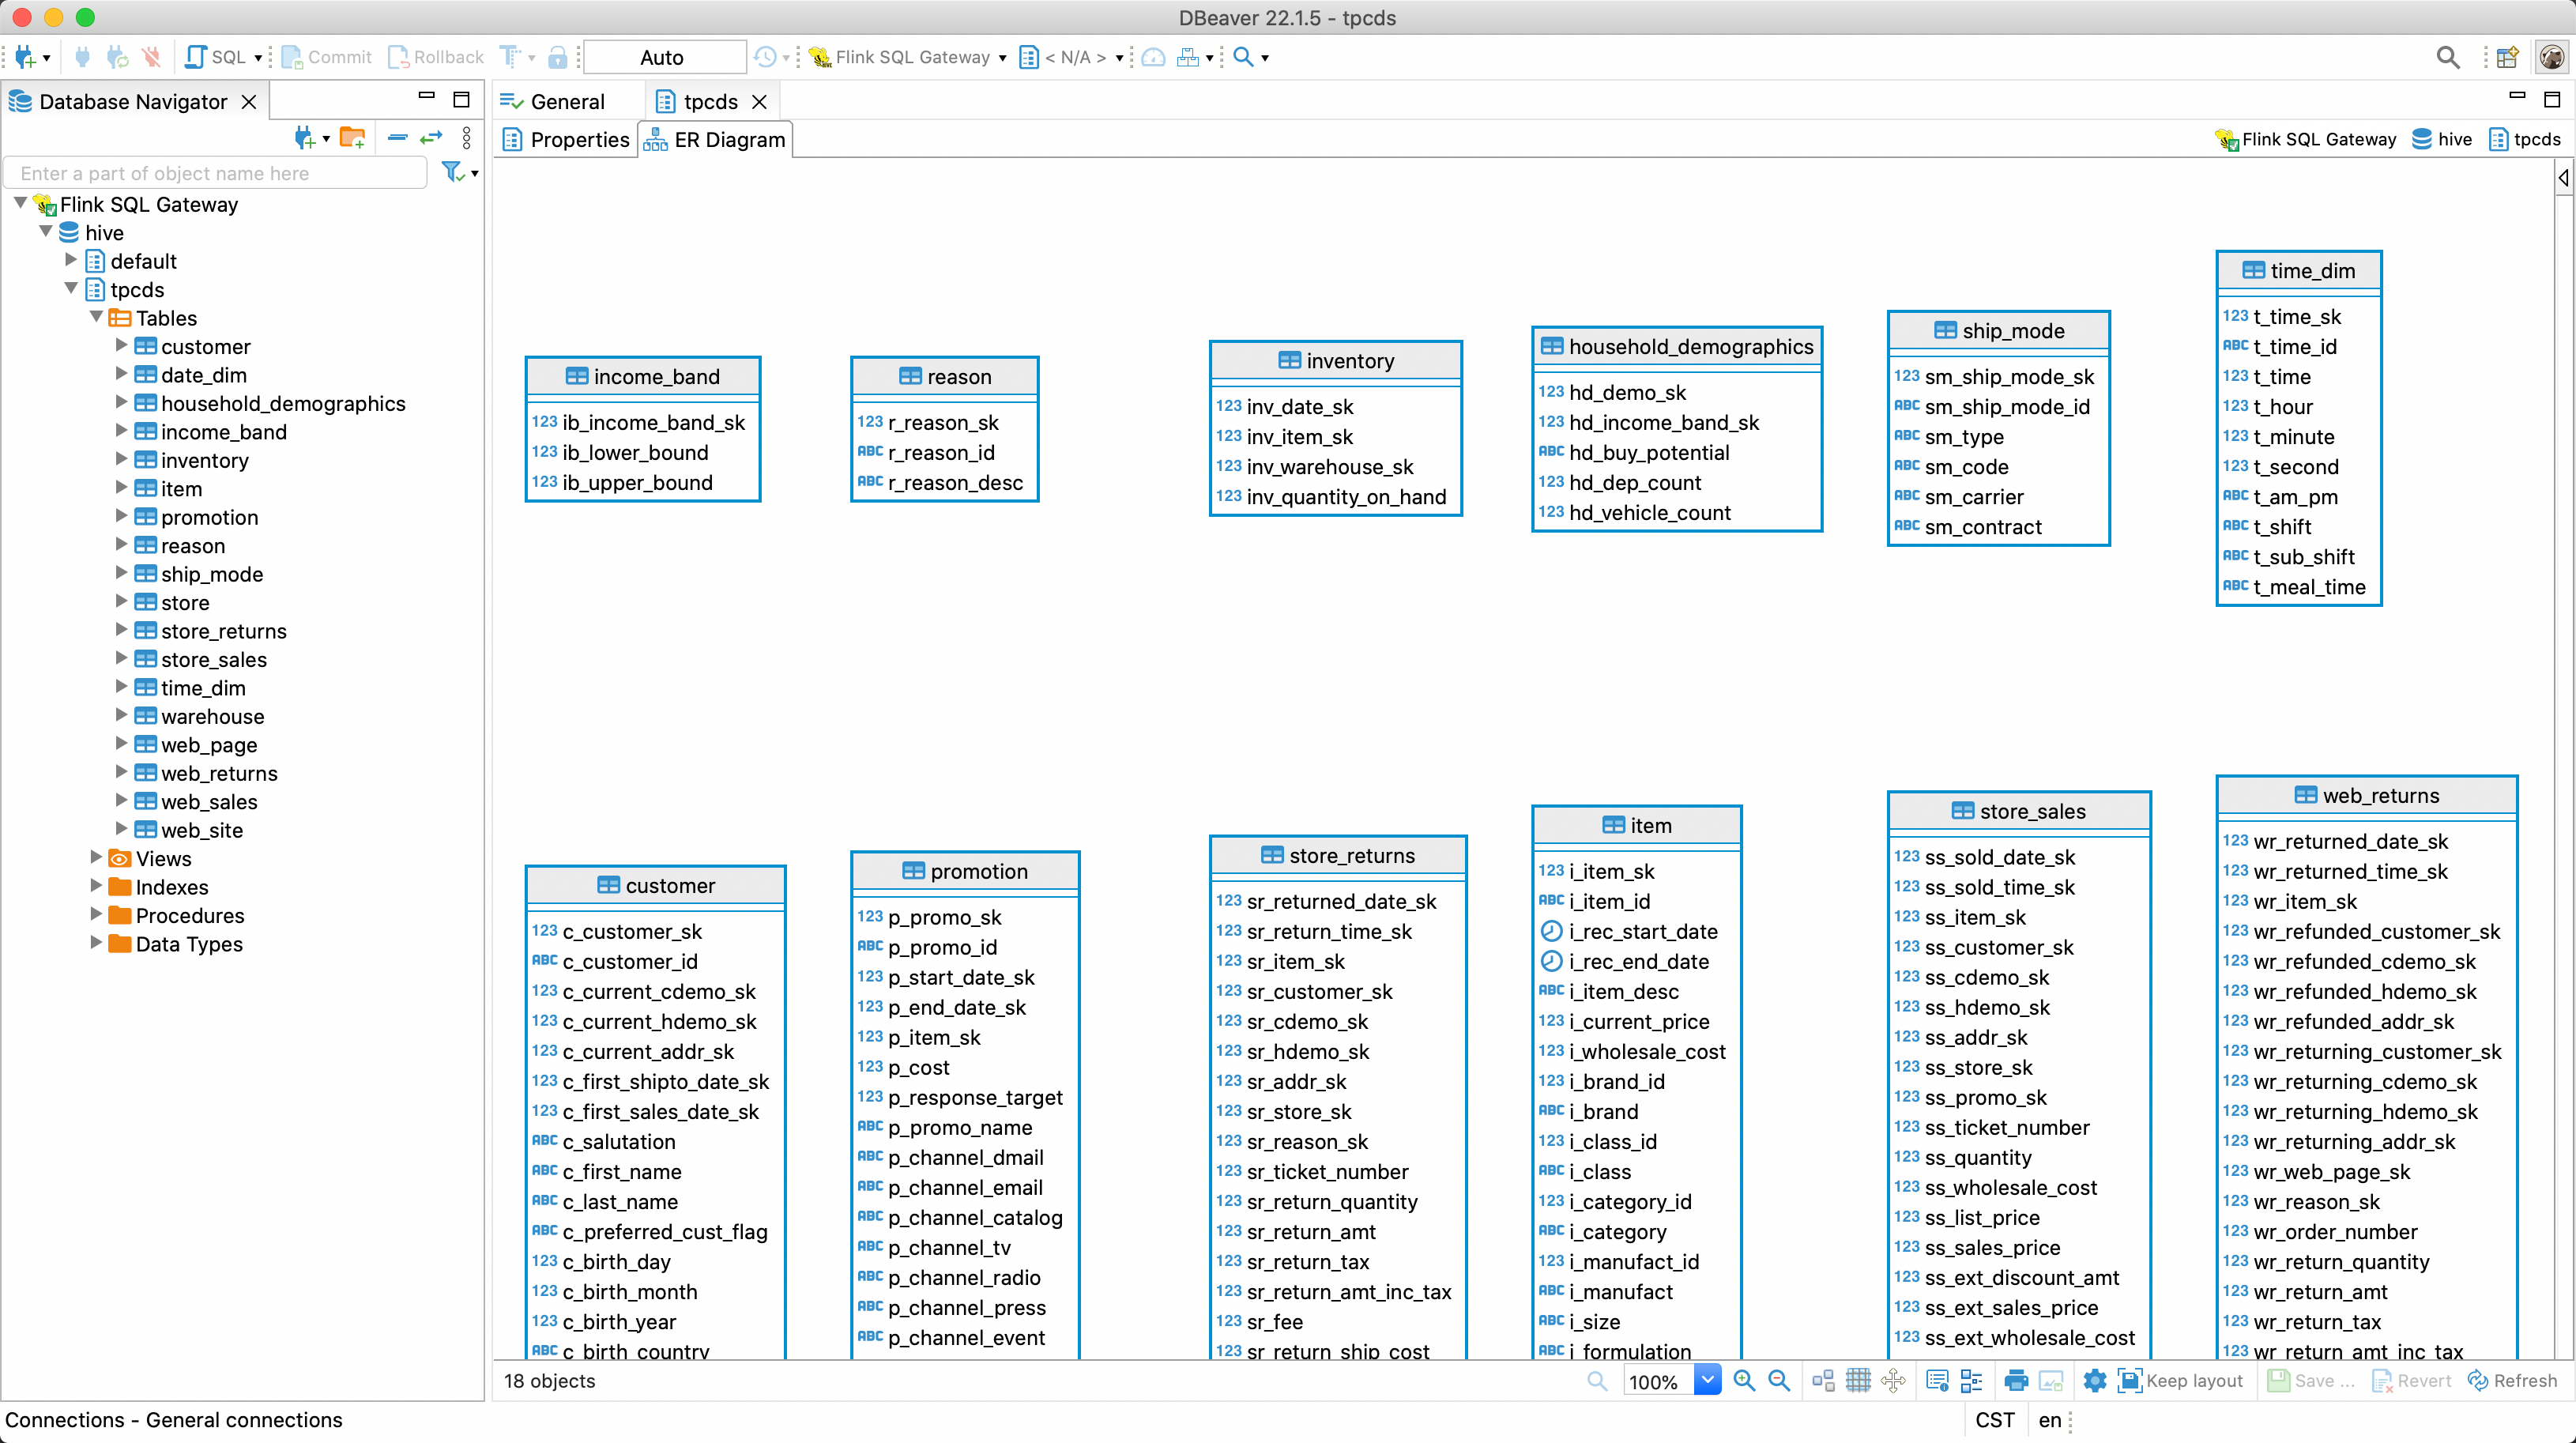 DBeaver 22.1.5 - tpcds
SQL
Commit
Rollback
Auto
Flink SQL Gateway
< N/A >
Database Navigator
General
tpcds
Properties
ER Diagram
Flink SQL Gateway
hive
tpcds
Enter a part of object name here
Flink SQL Gateway
hive
default
tpcds
Tables
customer
date_dim
household_demographics
income_band
inventory
item
promotion
reason
ship_mode
store
store_returns
store_sales
time_dim
warehouse
web_page
web_returns
web_sales
web_site
Views
Indexes
Procedures
Data Types
income_band
123 ib_income_band_sk
123 ib_lower_bound
123 ib_upper_bound
reason
123 r_reason_sk
ABC r_reason_id
ABC r_reason_desc
inventory
123 inv_date_sk
123 inv_item_sk
123 inv_warehouse_sk
123 inv_quantity_on_hand
household_demographics
123 hd_demo_sk
123 hd_income_band_sk
ABC hd_buy_potential
123 hd_dep_count
123 hd_vehicle_count
ship_mode
123 sm_ship_mode_sk
ABC sm_ship_mode_id
ABC sm_type
ABC sm_code
ABC sm_carrier
ABC sm_contract
time_dim
123 t_time_sk
ABC t_time_id
123 t_time
123 t_hour
123 t_minute
123 t_second
ABC t_am_pm
ABC t_shift
ABC t_sub_shift
ABC t_meal_time
customer
123 c_customer_sk
ABC c_customer_id
123 c_current_cdemo_sk
123 c_current_hdemo_sk
123 c_current_addr_sk
123 c_first_shipto_date_sk
123 c_first_sales_date_sk
ABC c_salutation
ABC c_first_name
ABC c_last_name
ABC c_preferred_cust_flag
123 c_birth_day
123 c_birth_month
123 c_birth_year
ABC c_birth_country
promotion
123 p_promo_sk
ABC p_promo_id
123 p_start_date_sk
123 p_end_date_sk
123 p_item_sk
123 p_cost
123 p_response_target
ABC p_promo_name
ABC p_channel_dmail
ABC p_channel_email
ABC p_channel_catalog
ABC p_channel_tv
ABC p_channel_radio
ABC p_channel_press
ABC p_channel_event
store_returns
123 sr_returned_date_sk
123 sr_return_time_sk
123 sr_item_sk
123 sr_customer_sk
123 sr_cdemo_sk
123 sr_hdemo_sk
123 sr_addr_sk
123 sr_store_sk
123 sr_reason_sk
123 sr_ticket_number
123 sr_return_quantity
123 sr_return_amt
123 sr_return_tax
123 sr_return_amt_inc_tax
123 sr_fee
123 sr_return_ship_cost
item
123 i_item_sk
ABC i_item_id
i_rec_start_date
i_rec_end_date
ABC i_item_desc
123 i_current_price
123 i_wholesale_cost
123 i_brand_id
ABC i_brand
123 i_class_id
ABC i_class
123 i_category_id
ABC i_category
123 i_manufact_id
ABC i_manufact
ABC i_size
ABC i_formulation
store_sales
123 ss_sold_date_sk
123 ss_sold_time_sk
123 ss_item_sk
123 ss_customer_sk
123 ss_cdemo_sk
123 ss_hdemo_sk
123 ss_addr_sk
123 ss_store_sk
123 ss_promo_sk
123 ss_ticket_number
123 ss_quantity
123 ss_wholesale_cost
123 ss_list_price
123 ss_sales_price
123 ss_ext_discount_amt
123 ss_ext_sales_price
123 ss_ext_wholesale_cost
web_returns
123 wr_returned_date_sk
123 wr_returned_time_sk
123 wr_item_sk
123 wr_refunded_customer_sk
123 wr_refunded_cdemo_sk
123 wr_refunded_hdemo_sk
123 wr_refunded_addr_sk
123 wr_returning_customer_sk
123 wr_returning_cdemo_sk
123 wr_returning_hdemo_sk
123 wr_returning_addr_sk
123 wr_web_page_sk
123 wr_reason_sk
123 wr_order_number
123 wr_return_quantity
123 wr_return_amt
123 wr_return_tax
123 wr_return_amt_inc_tax
18 objects
100%
Keep layout
Save ...
Revert
Refresh
Connections - General connections
CST
en